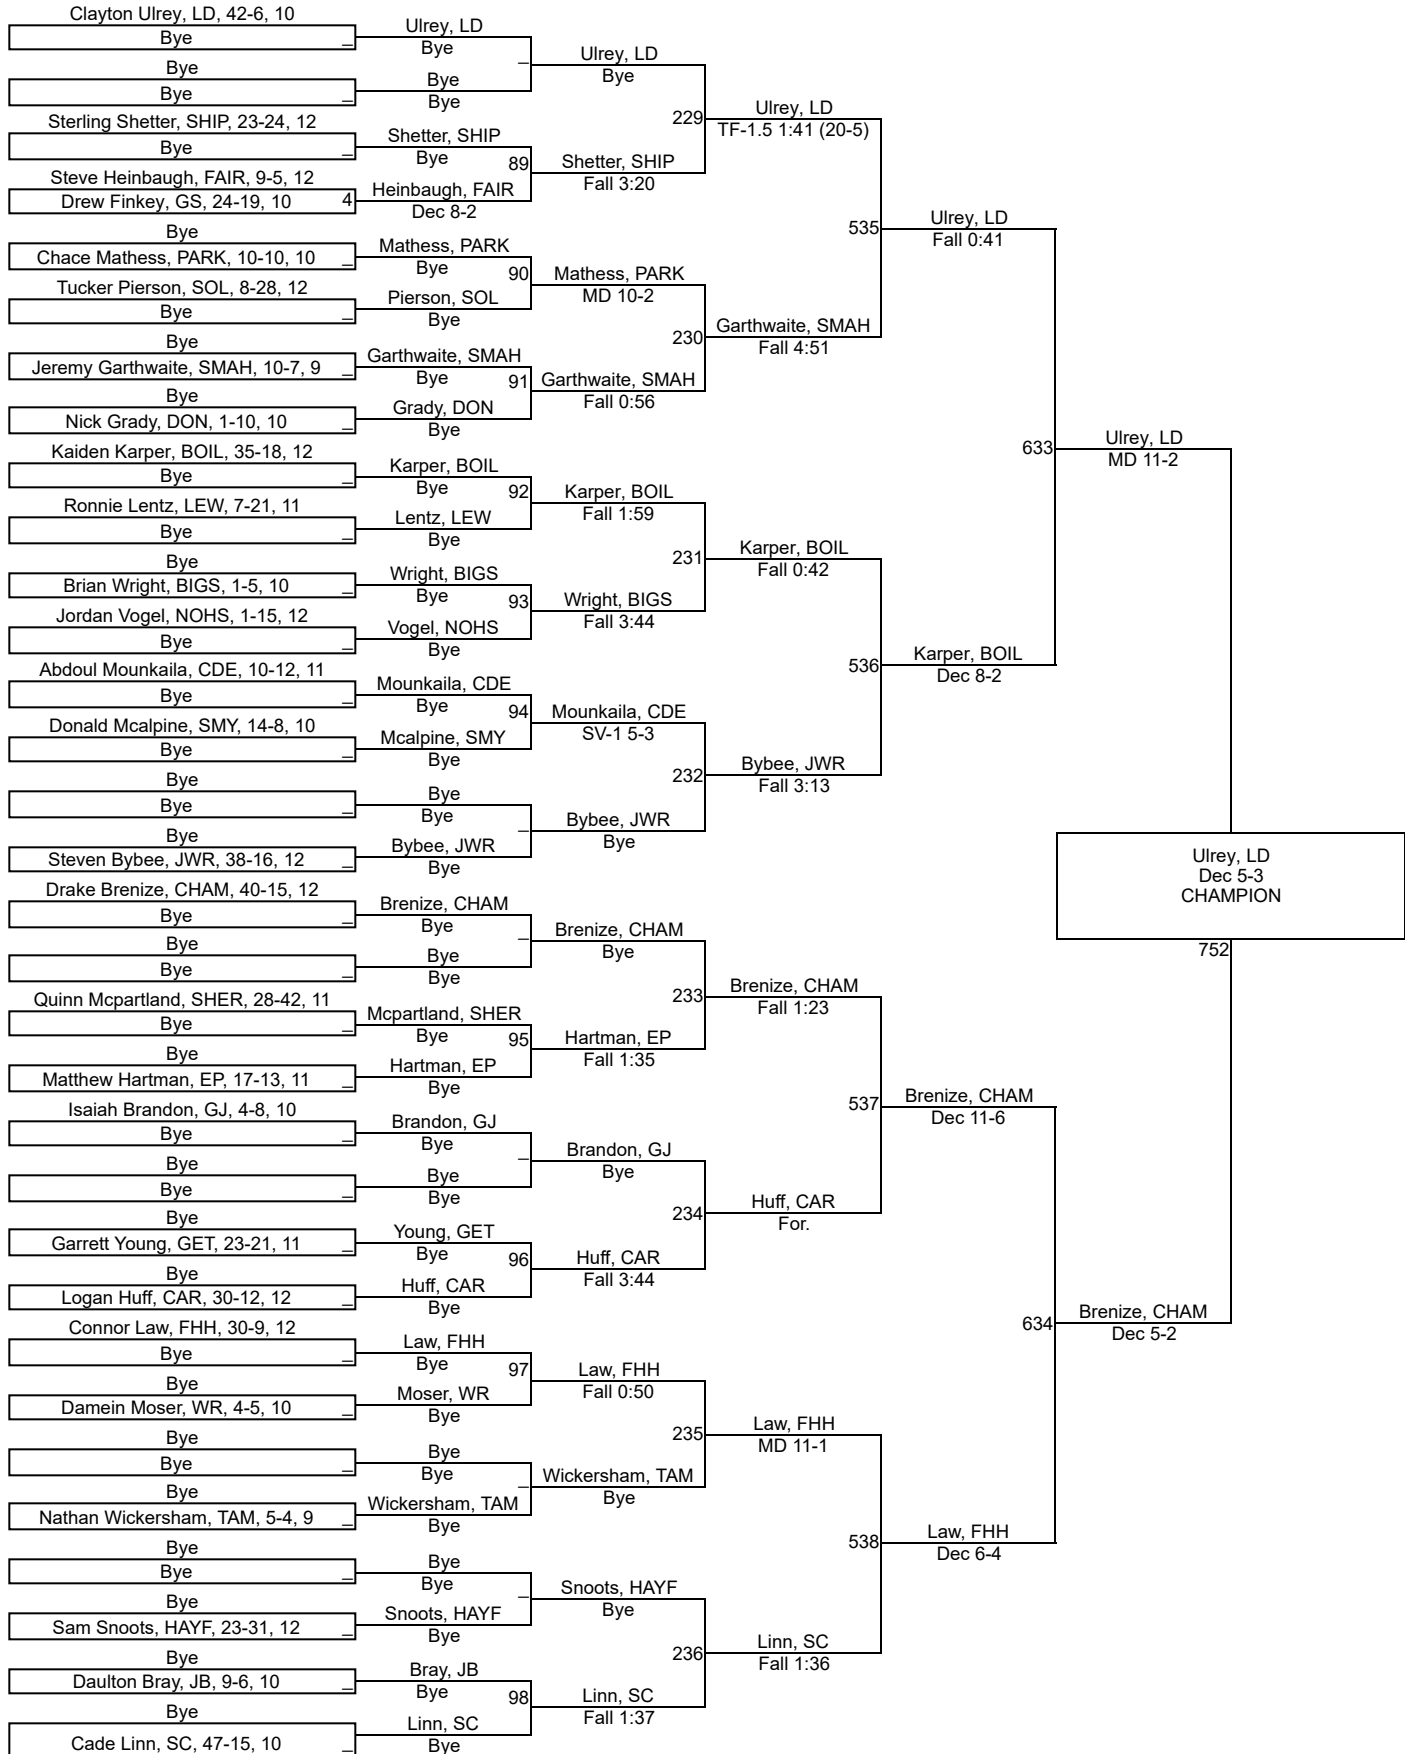 Clayton Ulrey, LD, 42-6, 10
Bye _
Bye
Bye _
Sterling Shetter, SHIP, 23-24, 12
Bye _
Steve Heinbaugh, FAIR, 9-5, 12
Drew Finkey, GS, 24-19, 10 4
Bye
Chace Mathess, PARK, 10-10, 10 _
Tucker Pierson, SOL, 8-28, 12
Bye _
Bye
Jeremy Garthwaite, SMAH, 10-7, 9 _
Bye
Nick Grady, DON, 1-10, 10 _
Kaiden Karper, BOIL, 35-18, 12
Bye _
Ronnie Lentz, LEW, 7-21, 11
Bye _
Bye
Brian Wright, BIGS, 1-5, 10 _
Jordan Vogel, NOHS, 1-15, 12
Bye _
Abdoul Mounkaila, CDE, 10-12, 11
Bye _
Donald Mcalpine, SMY, 14-8, 10
Bye _
Bye
Bye _
Bye
Steven Bybee, JWR, 38-16, 12 _
Drake Brenize, CHAM, 40-15, 12
Bye _
Bye
Bye _
Quinn Mcpartland, SHER, 28-42, 11
Bye _
Bye
Matthew Hartman, EP, 17-13, 11 _
Isaiah Brandon, GJ, 4-8, 10
Bye _
Bye
Bye _
Bye
Garrett Young, GET, 23-21, 11 _
Bye
Logan Huff, CAR, 30-12, 12 _
Connor Law, FHH, 30-9, 12
Bye _
Bye
Damein Moser, WR, 4-5, 10 _
Bye
Bye _
Bye
Nathan Wickersham, TAM, 5-4, 9 _
Bye
Bye _
Bye
Sam Snoots, HAYF, 23-31, 12 _
Bye
Daulton Bray, JB, 9-6, 10 _
Bye
Cade Linn, SC, 47-15, 10 _
Ulrey, LD
Bye
_
Bye
Bye
Shetter, SHIP
Bye
89
Heinbaugh, FAIR
Dec 8-2
Mathess, PARK
Bye
90
Pierson, SOL
Bye
Garthwaite, SMAH
Bye
91
Grady, DON
Bye
Karper, BOIL
Bye
92
Lentz, LEW
Bye
Wright, BIGS
Bye
93
Vogel, NOHS
Bye
Mounkaila, CDE
Bye
94
Mcalpine, SMY
Bye
Bye
Bye
_
Bybee, JWR
Bye
Brenize, CHAM
Bye
_
Bye
Bye
Mcpartland, SHER
Bye
95
Hartman, EP
Bye
Brandon, GJ
Bye
_
Bye
Bye
Young, GET
Bye
96
Huff, CAR
Bye
Law, FHH
Bye
97
Moser, WR
Bye
Bye
Bye
_
Wickersham, TAM
Bye
Bye
Bye
_
Snoots, HAYF
Bye
Bray, JB
Bye
98
Linn, SC
Bye
Ulrey, LD
Bye
229
Shetter, SHIP
Fall 3:20
Mathess, PARK
MD 10-2
230
Garthwaite, SMAH
Fall 0:56
Karper, BOIL
Fall 1:59
231
Wright, BIGS
Fall 3:44
Mounkaila, CDE
SV-1 5-3
232
Bybee, JWR
Bye
Brenize, CHAM
Bye
233
Hartman, EP
Fall 1:35
Brandon, GJ
Bye
234
Huff, CAR
Fall 3:44
Law, FHH
Fall 0:50
235
Wickersham, TAM
Bye
Snoots, HAYF
Bye
236
Linn, SC
Fall 1:37
Ulrey, LD
TF-1.5 1:41 (20-5)
535
Garthwaite, SMAH
Fall 4:51
Karper, BOIL
Fall 0:42
536
Bybee, JWR
Fall 3:13
Brenize, CHAM
Fall 1:23
537
Huff, CAR
For.
Law, FHH
MD 11-1
538
Linn, SC
Fall 1:36
Ulrey, LD
Fall 0:41
633
Karper, BOIL
Dec 8-2
Brenize, CHAM
Dec 11-6
634
Law, FHH
Dec 6-4
Ulrey, LD
MD 11-2
Brenize, CHAM
Dec 5-2
Ulrey, LD
Dec 5-3
CHAMPION
752